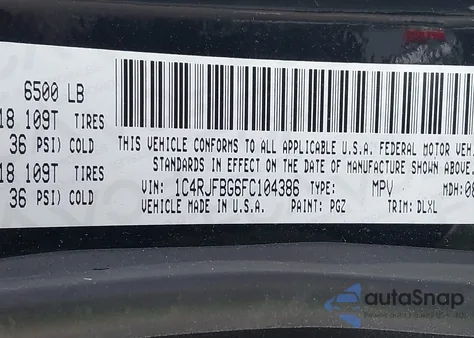 6500 LB
18 109T TIRES
36 PSI) COLD
18 109T TIRES
36 PSI) COLD
THIS VEHICLE CONFORMS TO ALL APPLICABLE U.S.A. FEDERAL MOTOR VEH
STANDARDS IN EFFECT ON THE DATE OF MANUFACTURE SHOWN ABOVE.
VIN: 1C4RJFBG6FC104386 TYPE: MPV MDH:08
VEHICLE MADE IN U.S.A. PAINT: PGZ TRIM: DLXL
autoSnap